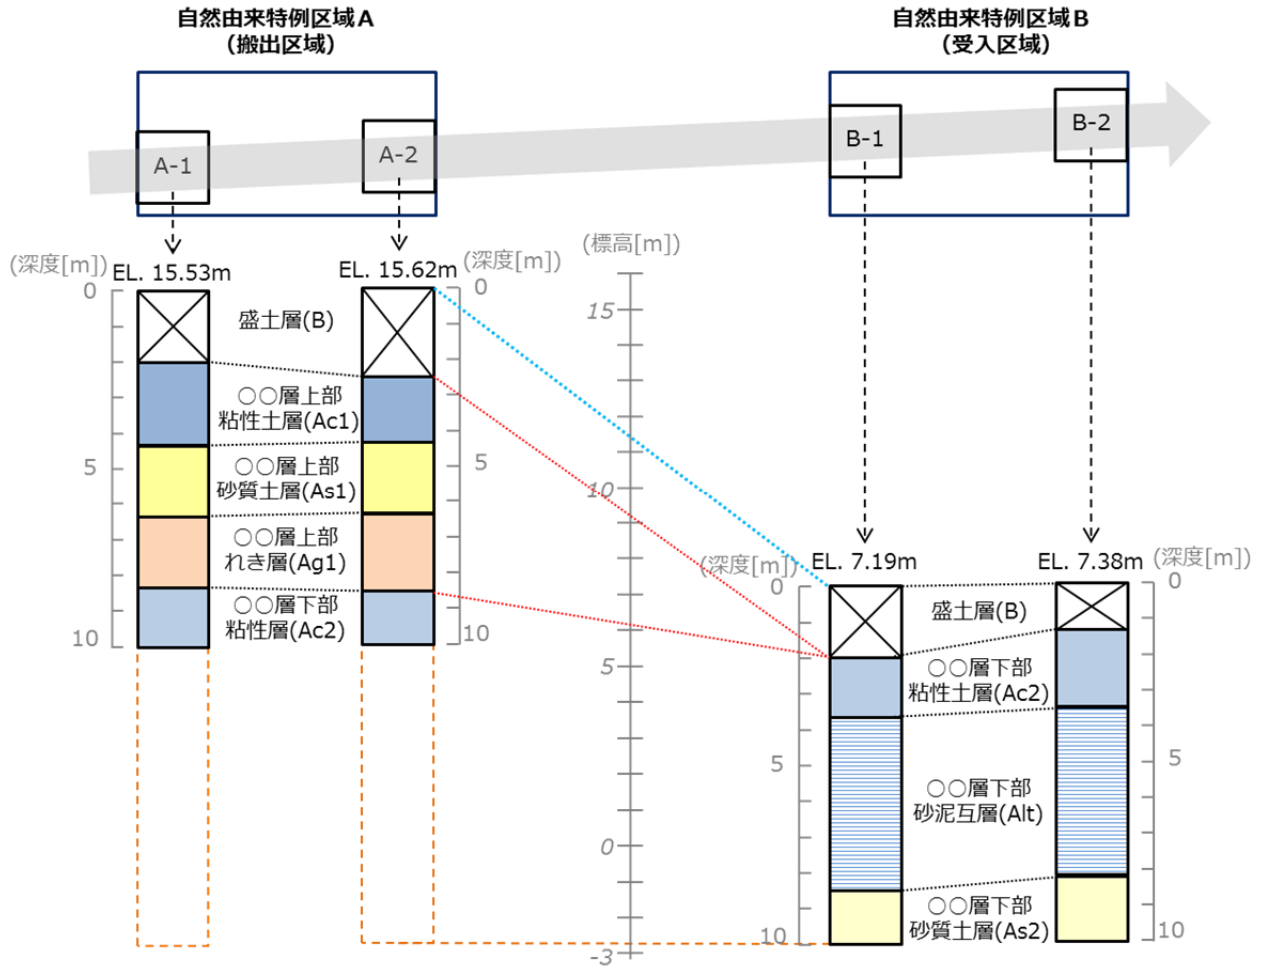 自然由来特例区域A
（搬出区域）
自然由来特例区域B
（受入区域）
A-1
A-2
B-1
B-2
(深度[m])
EL. 15.53m
EL. 15.62m
(深度[m])
(標高[m])
0
5
10
盛土層(B)
○○層上部
粘性土層(Ac1)
○○層上部
砂質土層(As1)
○○層上部
れき層(Ag1)
○○層下部
粘性層(Ac2)
0
5
10
15
10
5
0
-3
(深度[m])
EL. 7.19m
EL. 7.38m
(深度[m])
0
5
10
盛土層(B)
○○層下部
粘性土層(Ac2)
○○層下部
砂泥互層(Alt)
○○層下部
砂質土層(As2)
0
5
10